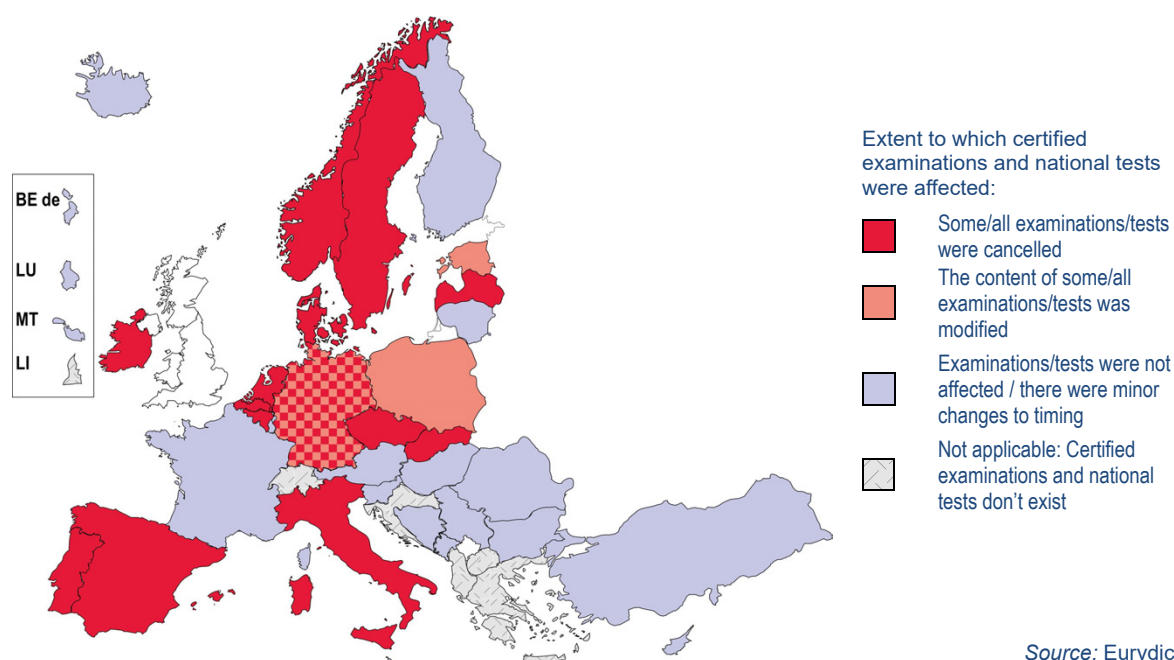 BE de
LU
MT
LI
Extent to which certified
examinations and national tests
were affected:
Some/all examinations/tests
were cancelled
The content of some/all
examinations/tests was
modified
Examinations/tests were not
affected / there were minor
changes to timing
Not applicable: Certified
examinations and national
tests don’t exist
Source: Eurydic